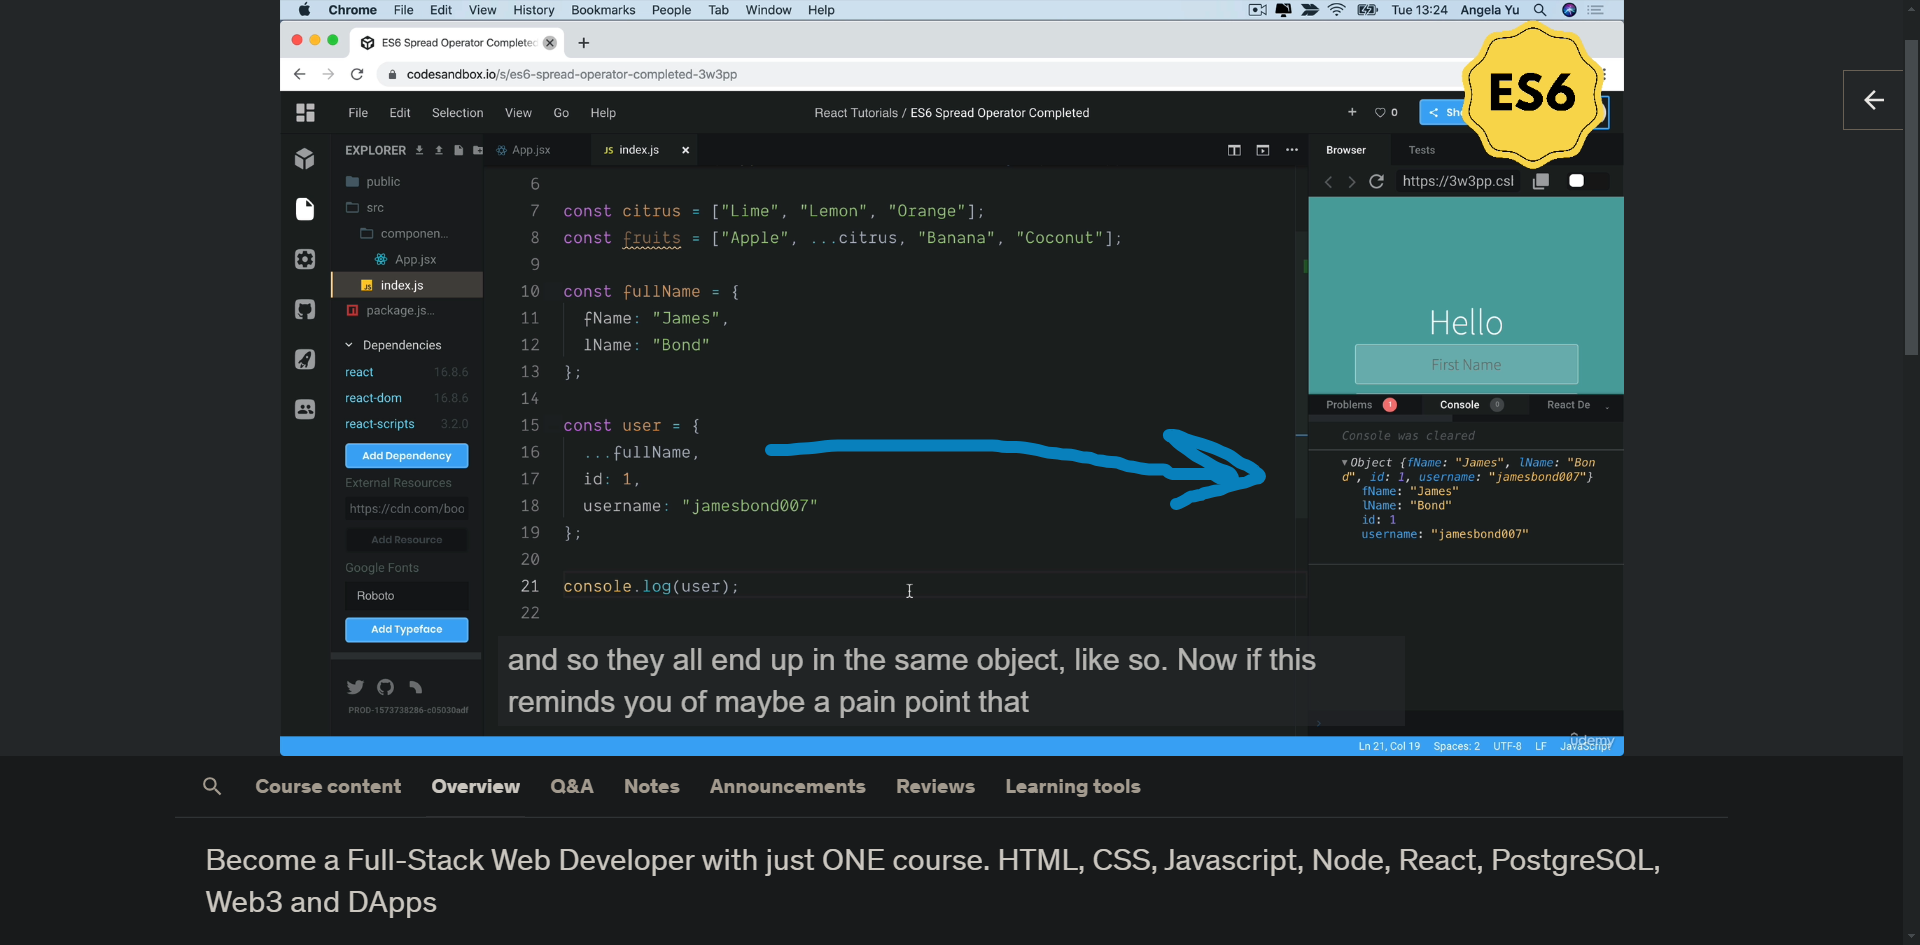 Chrome File Edit View History Bookmarks People Tab Window Help Tue 13:24 Angela Yu
ES6 Spread Operator Complete
codesandbox.io/s/es6-spread-operator-completed-3w3pp
ES6
File Edit Selection View Go Help React Tutorials / ES6 Spread Operator Completed + 0
EXPLORER App.jsx JS index.js Browser Tests
https://3w3pp.csl
public
src
componen...
App.jsx
index.js
package.js...
Dependencies
react 16.8.6
react-dom 16.8.6
react-scripts 3.2.0
Add Dependency
External Resources
https://cdn.com/boo
Add Resource
Google Fonts
Roboto
Add Typeface
PROD-1573738286-c05030adf
6
7 const citrus = ["Lime", "Lemon", "Orange"];
8 const fruits = ["Apple", ...citrus, "Banana", "Coconut"];
9
10 const fullName = {
11 fName: "James",
12 lName: "Bond"
13 };
14
15 const user = {
16 ...fullName,
17 id: 1,
18 username: "jamesbond007"
19 };
20
21 console.log(user);
22
Hello
First Name
Problems 1 Console 0 React De
Console was cleared
Object {fName: "James", lName: "Bon
d", id: 1, username: "jamesbond007"}
fName: "James"
lName: "Bond"
id: 1
username: "jamesbond007"
and so they all end up in the same object, like so. Now if this
reminds you of maybe a pain point that
ûdemy
Ln 21, Col 19 Spaces: 2 UTF-8 LF JavaScript
Course content Overview Q&A Notes Announcements Reviews Learning tools
Become a Full-Stack Web Developer with just ONE course. HTML, CSS, Javascript, Node, React, PostgreSQL,
Web3 and DApps